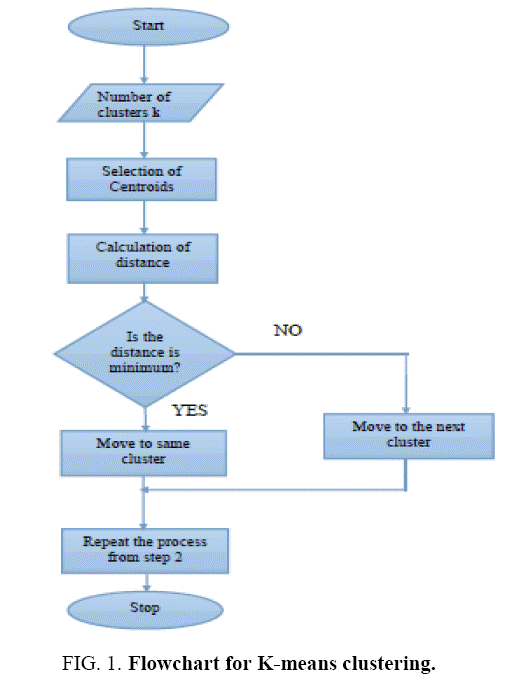 Start
Number of
clusters k
Selection of
Centroids
Calculation of
distance
Is the
distance is
minimum?
NO
YES
Move to same
cluster
Move to the next
cluster
Repeat the process
from step 2
Stop
FIG. 1. Flowchart for K-means clustering.